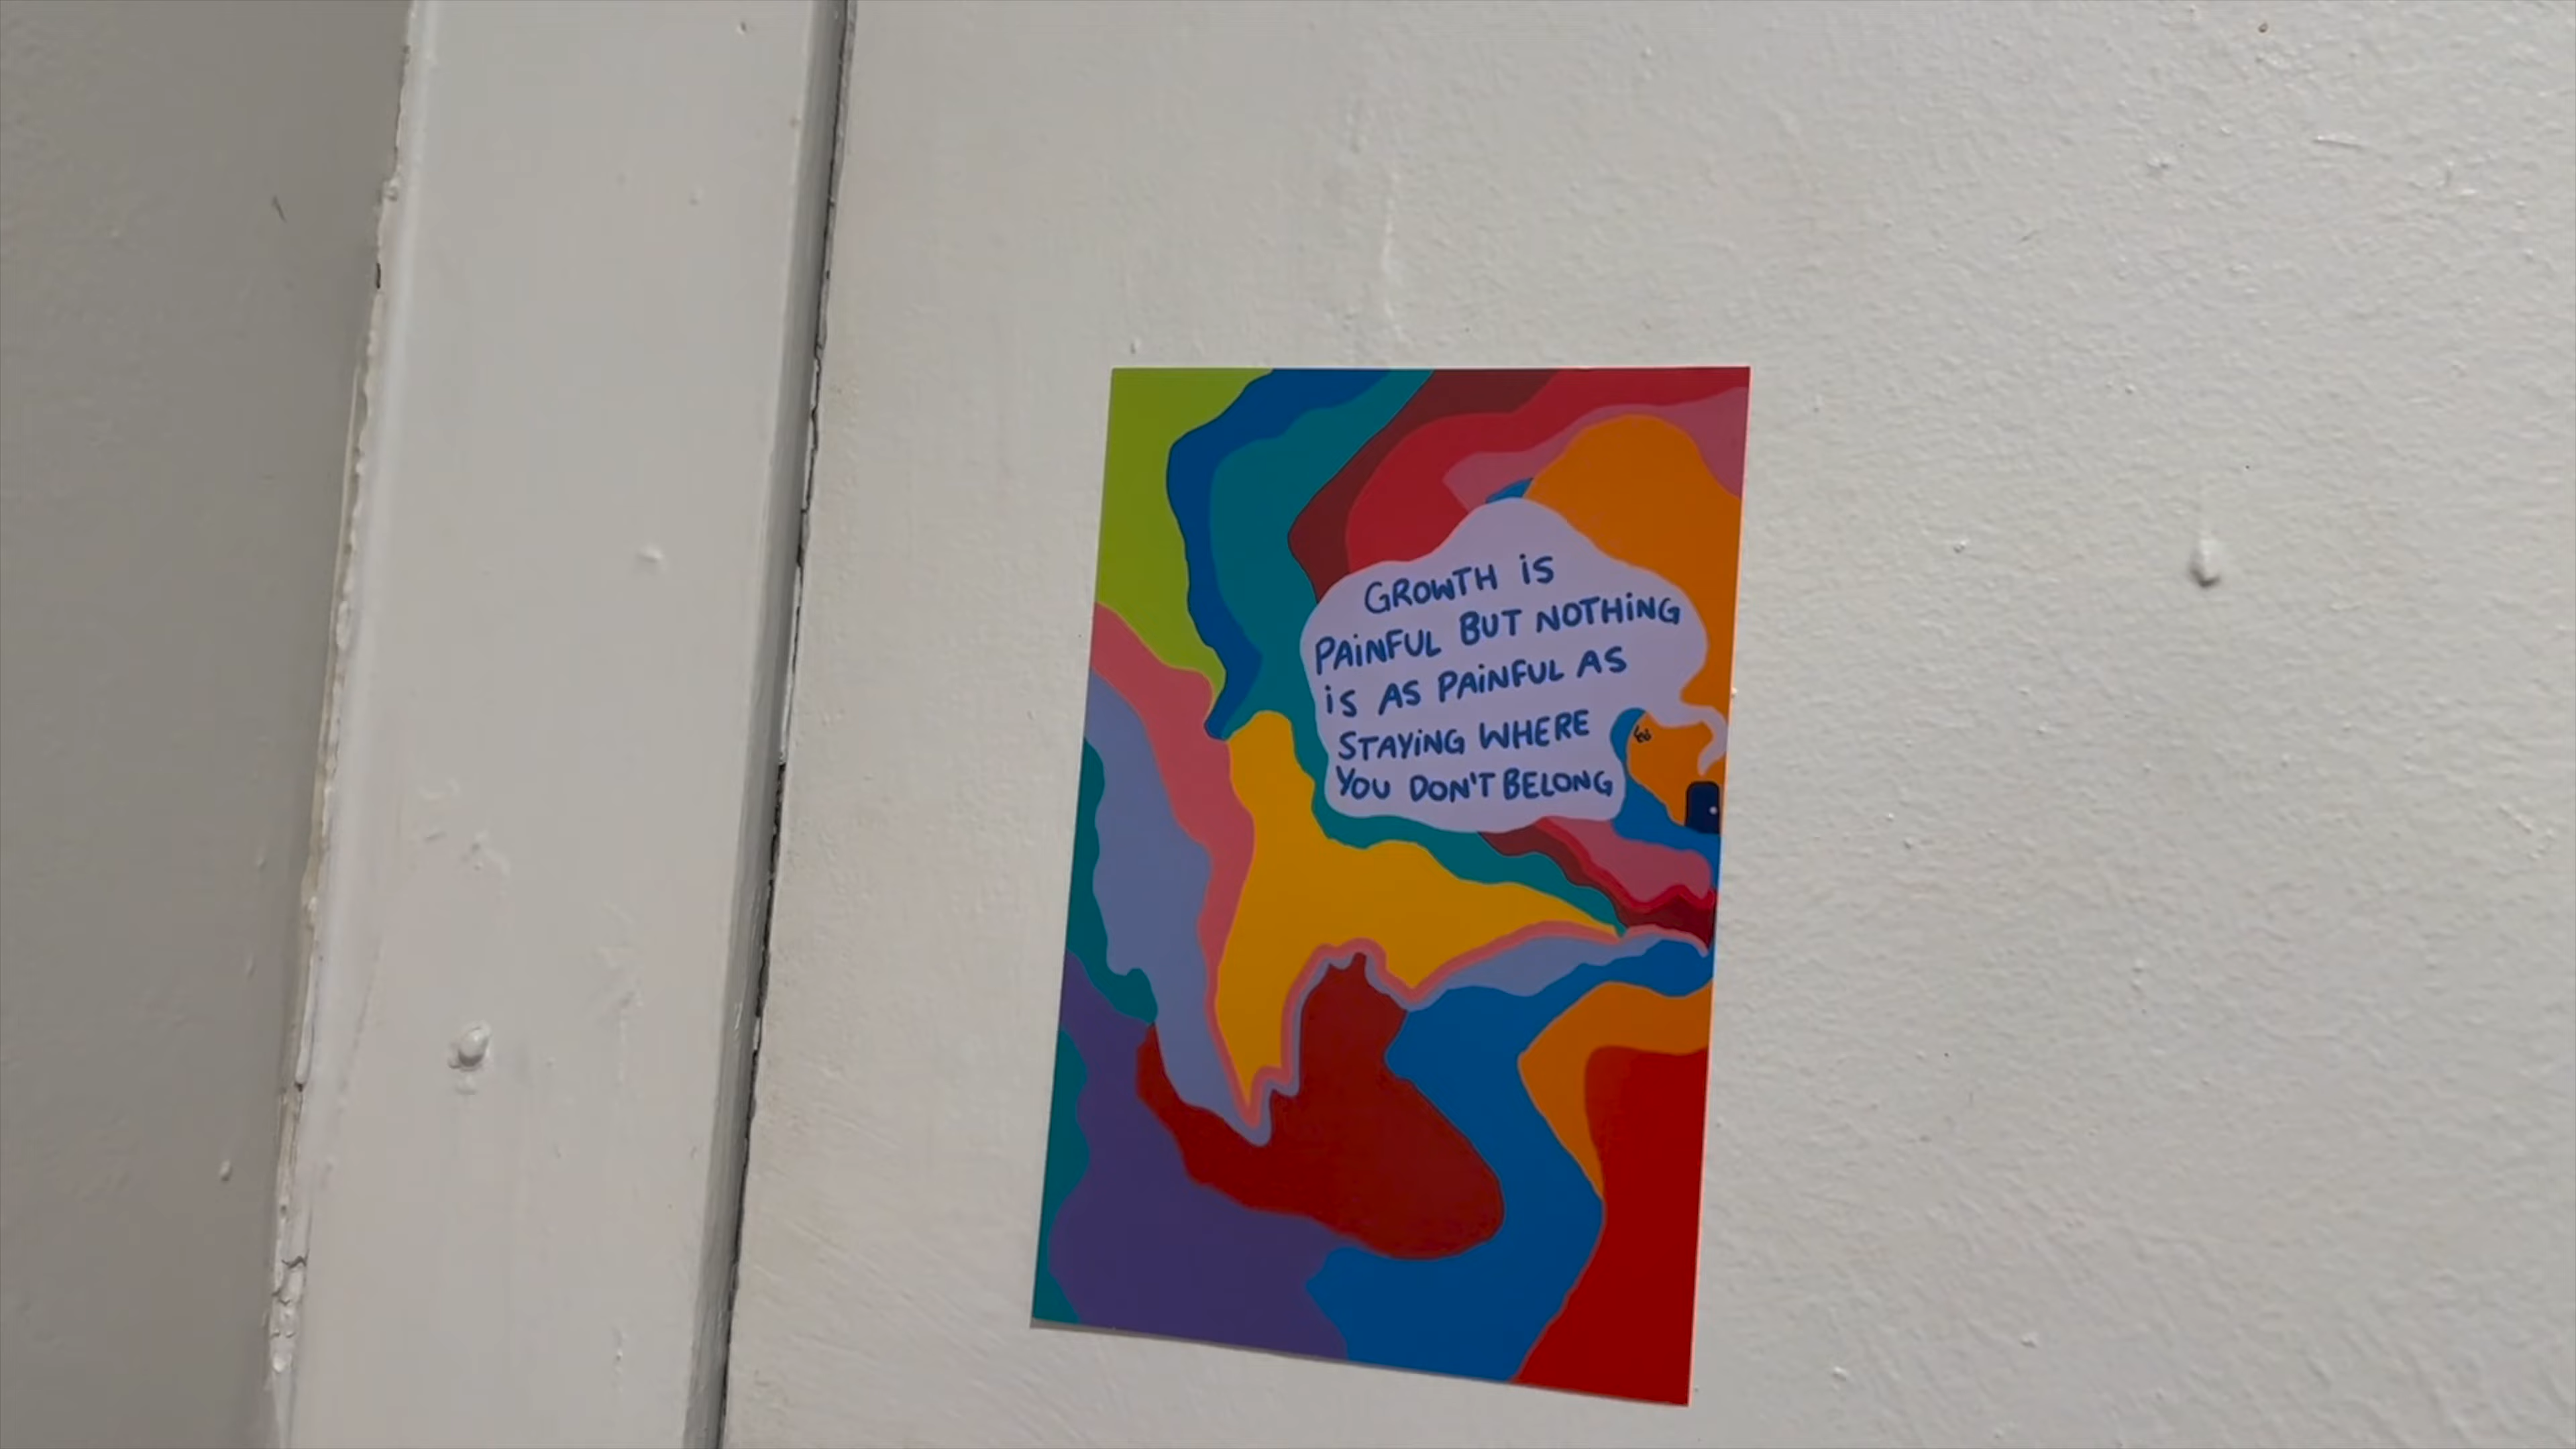 GROWTH iS
PAiNFUL BUT NOTHiNG
iS AS PAiNFUL AS
STAYiNG WHERE
YOU DON'T BELONG